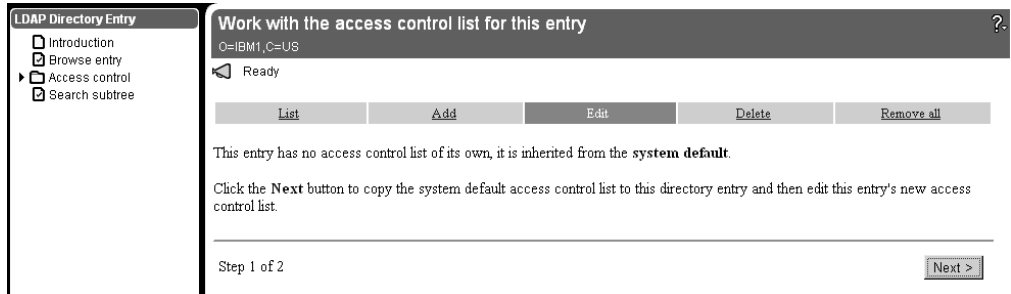 LDAP Directory Entry
Introduction
Browse entry
Access control
Search subtree
Work with the access control list for this entry
O=IBM1,C=US
?
Ready
List Add Edit Delete Remove all
This entry has no access control list of its own, it is inherited from the system default.
Click the Next button to copy the system default access control list to this directory entry and then edit this entry's new access
control list.
Step 1 of 2
Next >